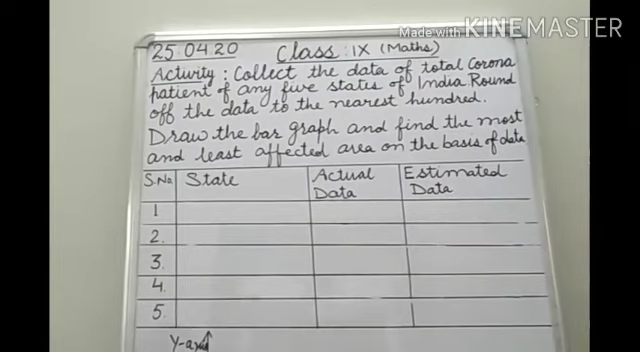 Made with KINEMASTER
25.04.20 Class : IX (Maths)
Activity : Collect the data of total Corona
patient of any five states of India. Round
off the data to the nearest hundred.
Draw the bar graph and find the most
and least affected area on the basis of data
S.No State Actual Data Estimated Data
1
2.
3.
4.
5.
Y-axis